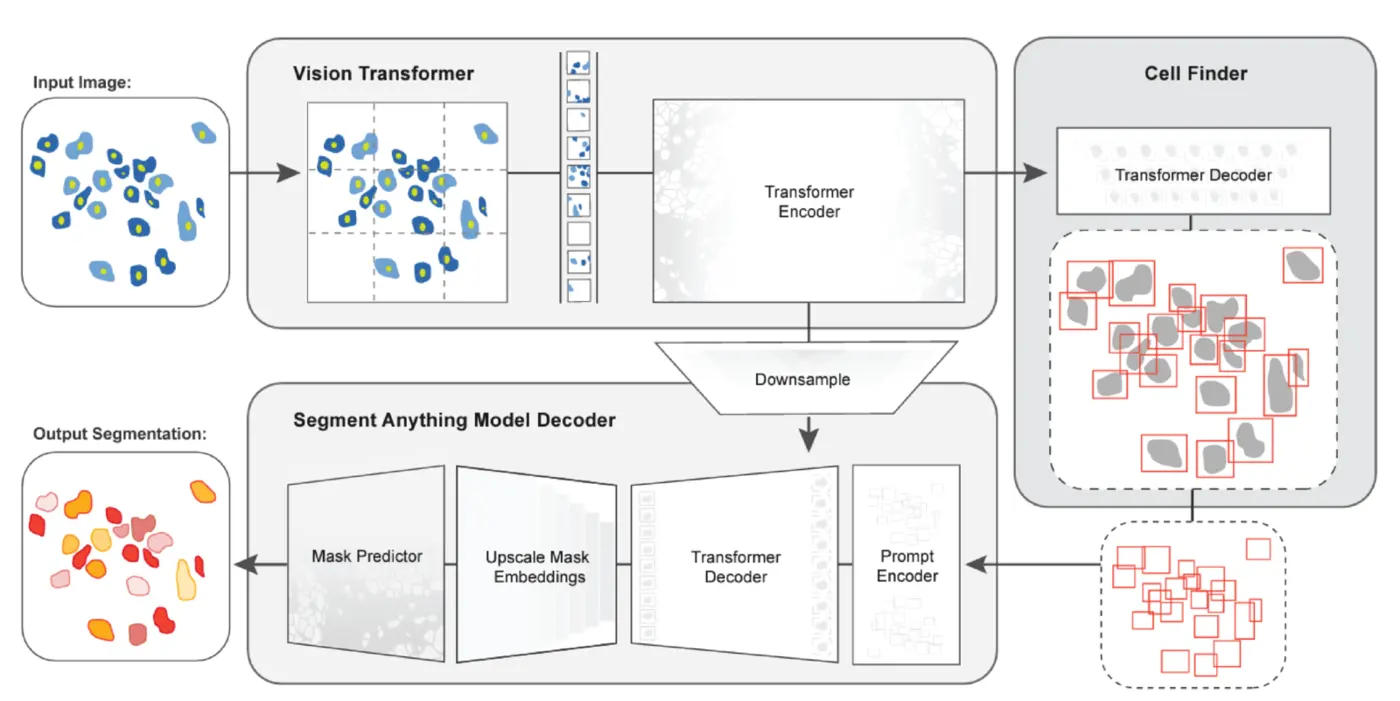 Input Image:
Vision Transformer
Transformer
Encoder
Cell Finder
Transformer Decoder
Downsample
Segment Anything Model Decoder
Output Segmentation:
Mask Predictor
Upscale Mask
Embeddings
Transformer
Decoder
Prompt
Encoder